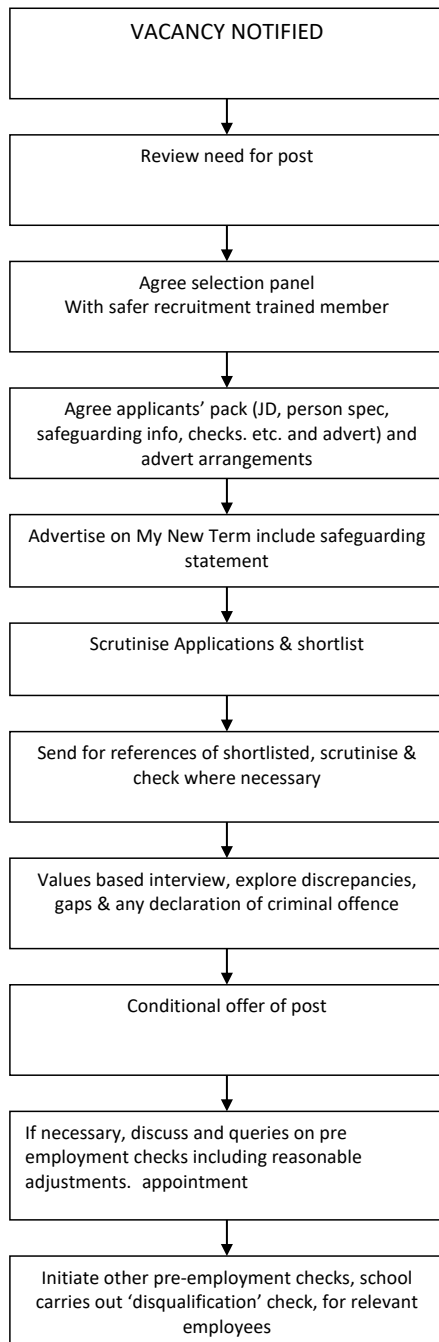 VACANCY NOTIFIED
Review need for post
Agree selection panel
With safer recruitment trained member
Agree applicants’ pack (JD, person spec,
safeguarding info, checks. etc. and advert) and
advert arrangements
Advertise on My New Term include safeguarding
statement
Scrutinise Applications & shortlist
Send for references of shortlisted, scrutinise &
check where necessary
Values based interview, explore discrepancies,
gaps & any declaration of criminal offence
Conditional offer of post
If necessary, discuss and queries on pre
employment checks including reasonable
adjustments.  appointment
Initiate other pre-employment checks, school
carries out ‘disqualification’ check, for relevant
employees